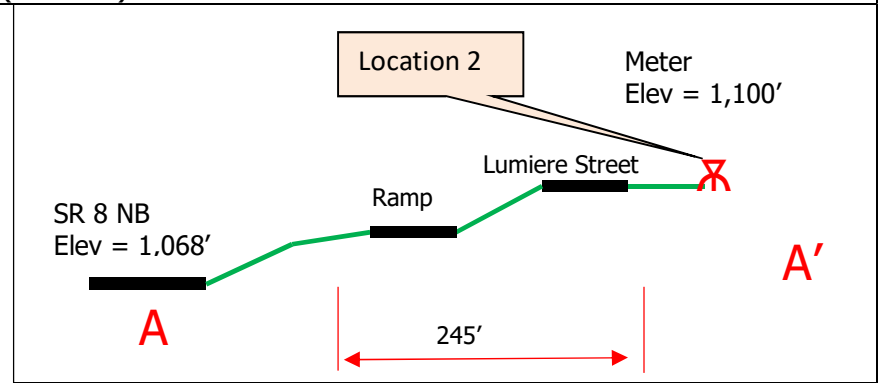 Location 2
Meter
Elev = 1,100′
Lumiere Street
Ramp
SR 8 NB
Elev = 1,068′
A′
A
245′